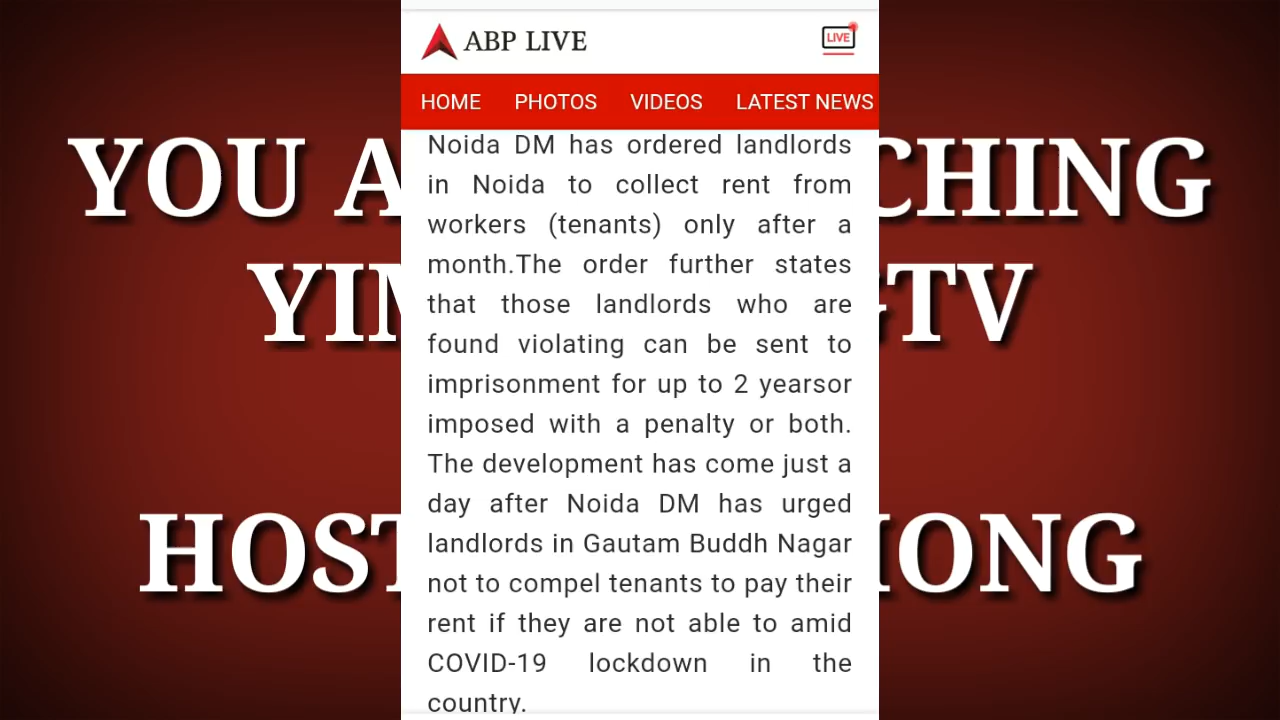 ABP LIVE
LIVE
HOME PHOTOS VIDEOS LATEST NEWS
Noida DM has ordered landlords
in Noida to collect rent from
workers (tenants) only after a
month.The order further states
that those landlords who are
found violating can be sent to
imprisonment for up to 2 yearsor
imposed with a penalty or both.
The development has come just a
day after Noida DM has urged
landlords in Gautam Buddh Nagar
not to compel tenants to pay their
rent if they are not able to amid
COVID-19 lockdown in the
country.
YOU A CHING
YIM GTV
HOST HONG